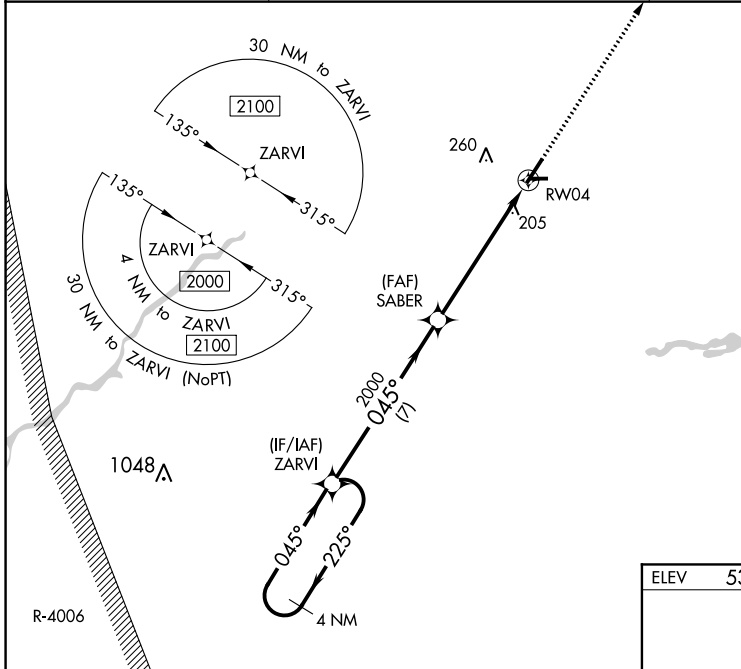 30 NM to ZARVI
2100
135°
ZARVI
315°
260
RW04
205
135°
ZARVI
2000
315°
4 NM to ZARVI
2100
30 NM to ZARVI (NoPT)
(FAF)
SABER
2000
045°
(7)
(IF/IAF)
ZARVI
1048
045°
225°
4 NM
R-4006
ELEV 53